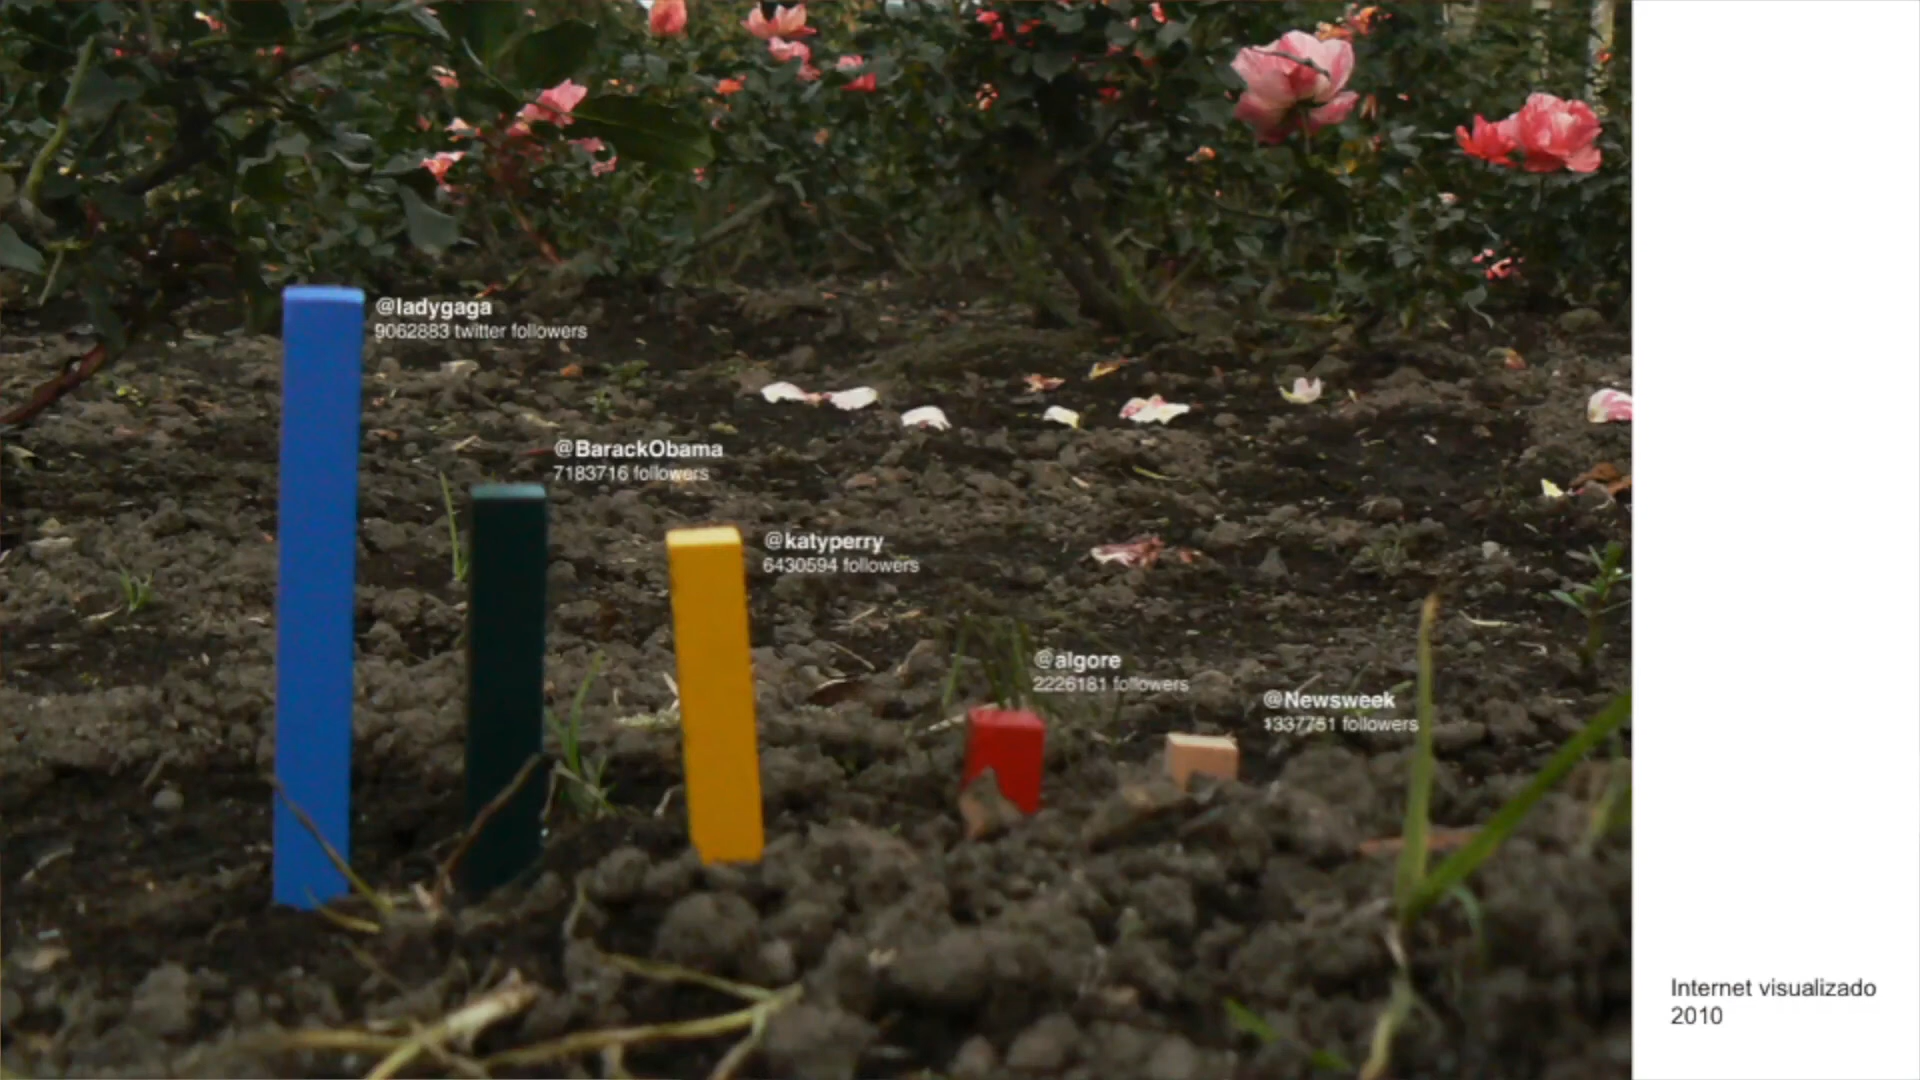 @ladygaga
9062883 twitter followers
@BarackObama
7183716 followers
@katyperry
6430594 followers
@algore
2226181 followers
@Newsweek
1337751 followers
Internet visualizado
2010